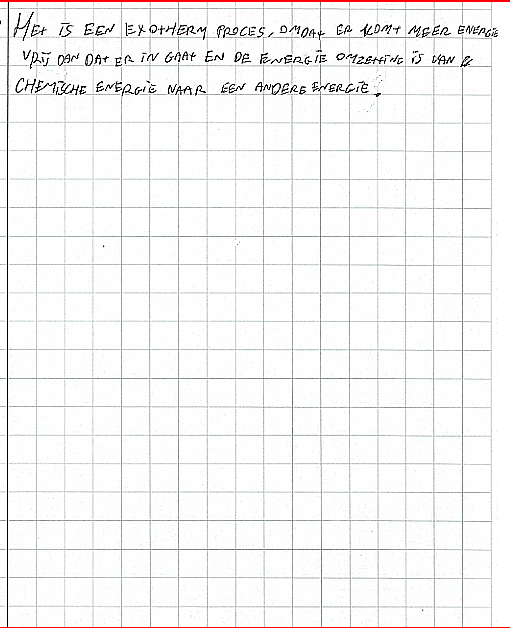 HET IS EEN EXOTHERM PROCES, OMDAT ER KOMT MEER ENERGIE
VRIJ DAN DAT ER IN GAAT EN DE ENERGIE OMZETTING IS VAN
CHEMISCHE ENERGIE NAAR EEN ANDERE ENERGIE.